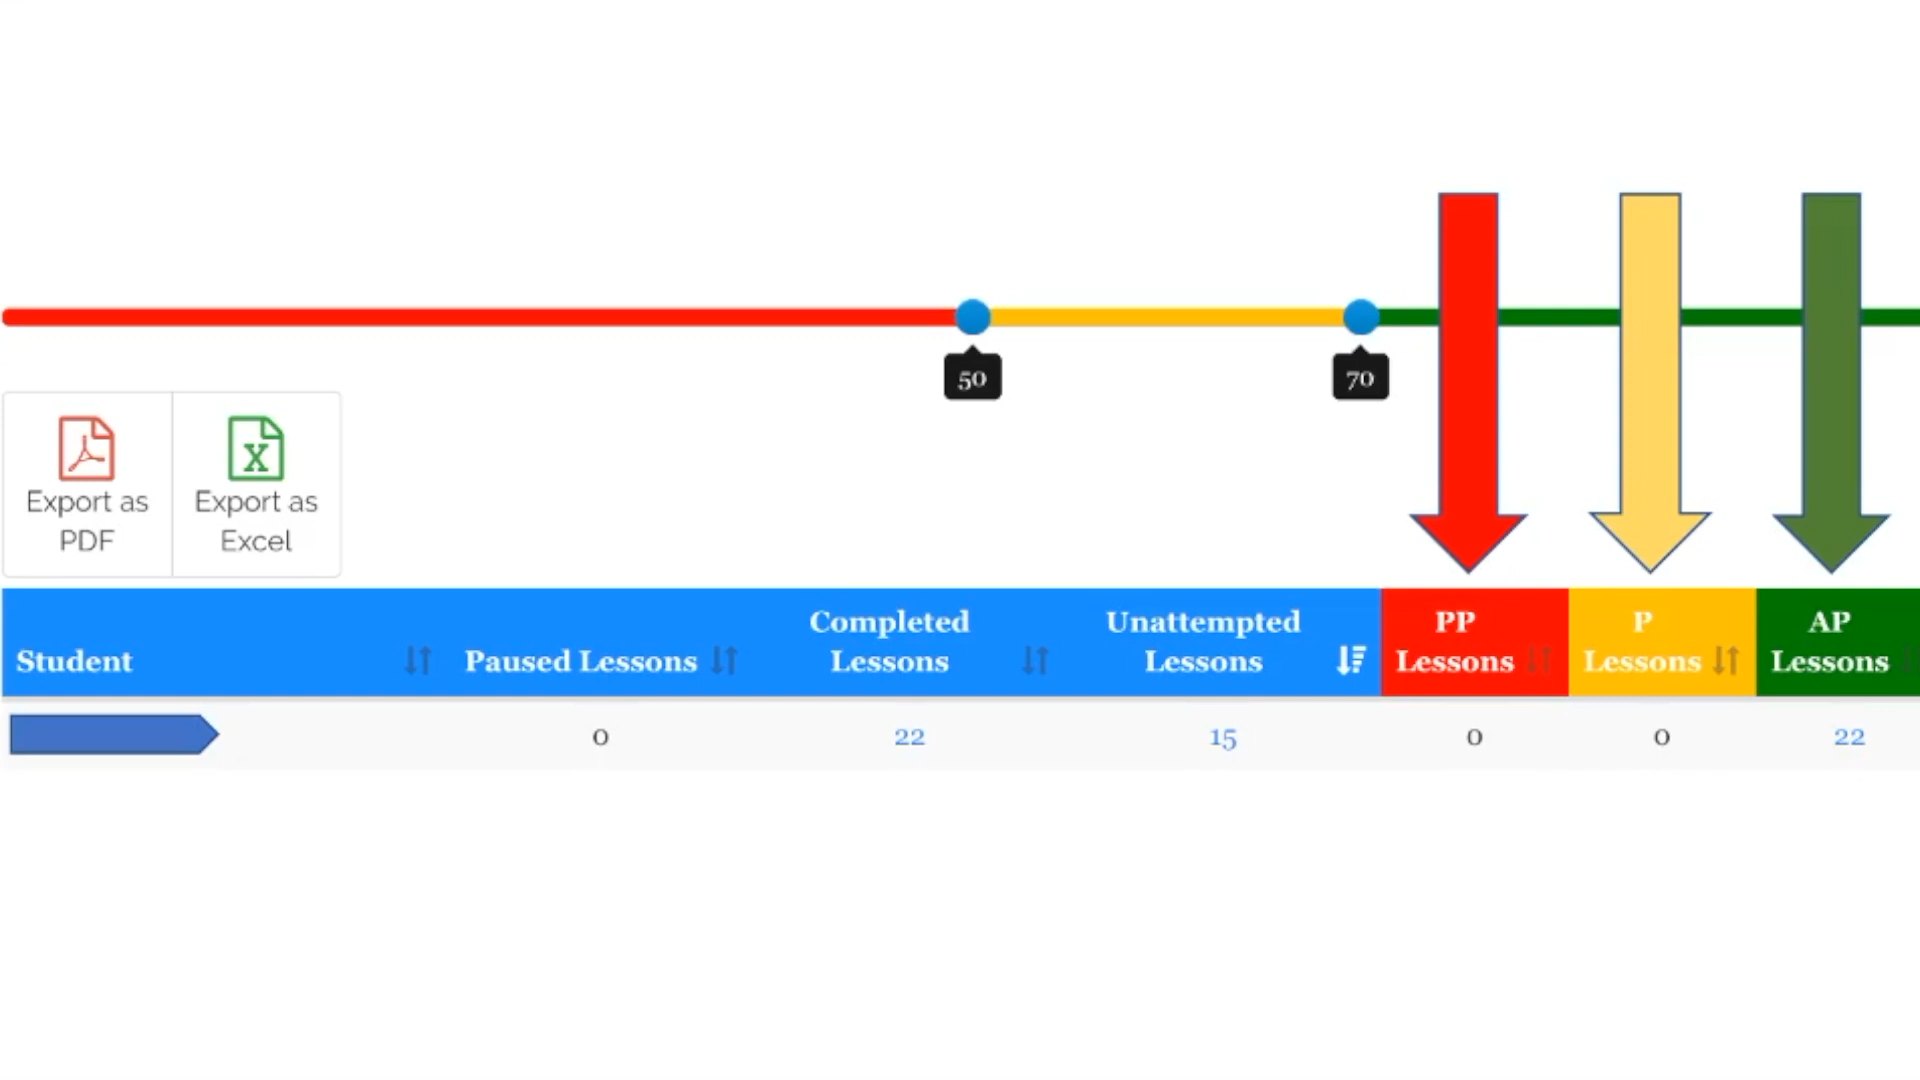 50
70
Export as
PDF
Export as
Excel
Student
Paused Lessons
Completed
Lessons
Unattempted
Lessons
PP
Lessons
P
Lessons
AP
Lessons
0
22
15
0
0
22